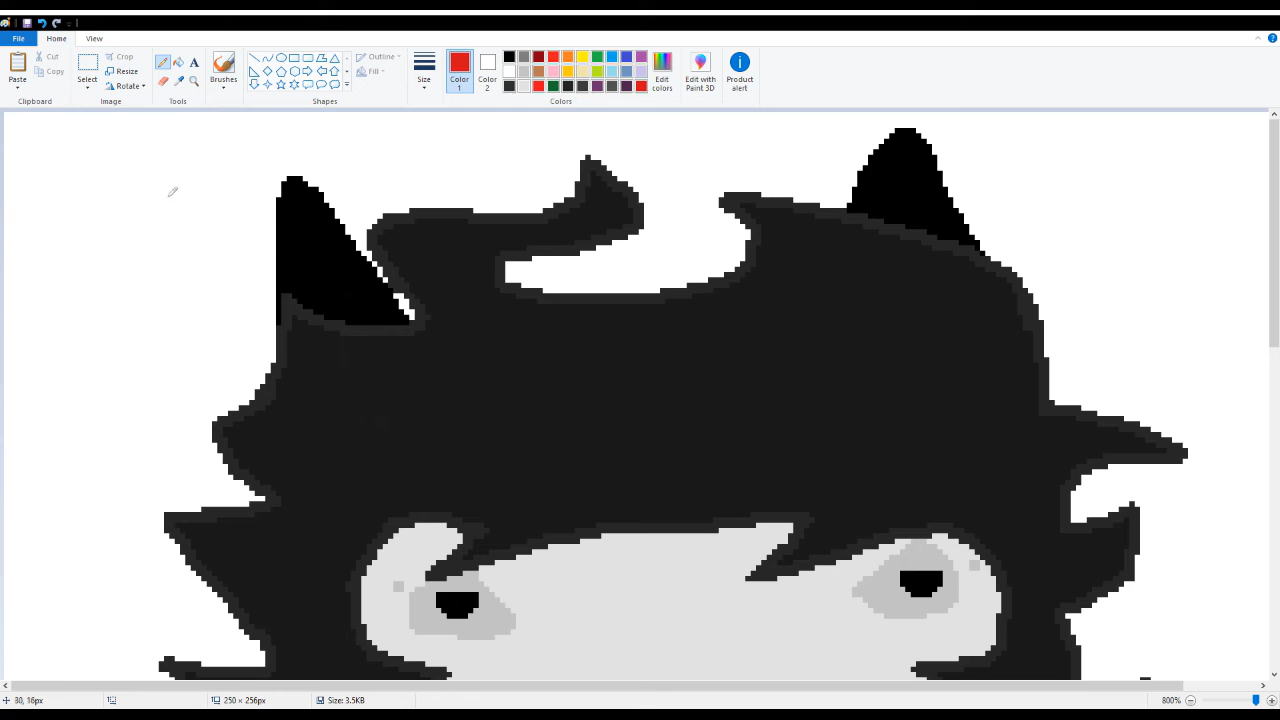 File Home View
Paste
Cut
Copy
Clipboard
Select
Crop
Resize
Rotate
Image
A
Tools
Brushes
Outline
Fill
Shapes
Size
Color
1
Color
2
Edit
colors
Colors
Edit with
Paint 3D
Product
alert
30, 16px
250 × 256px
Size: 3.5KB
800%